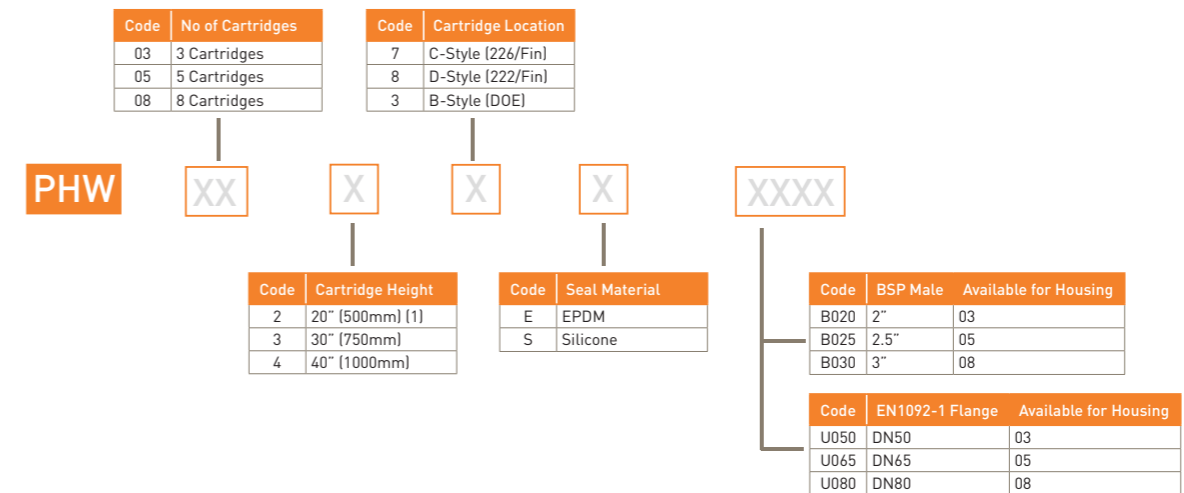 Code No of Cartridges
03 3 Cartridges
05 5 Cartridges
08 8 Cartridges
Code Cartridge Location
7 C-Style (226/Fin)
8 D-Style (222/Fin)
3 B-Style (DOE)
PHW XX X X X XXXX
Code Cartridge Height
2 20” (500mm) (1)
3 30” (750mm)
4 40” (1000mm)
Code Seal Material
E EPDM
S Silicone
Code BSP Male Available for Housing
B020 2” 03
B025 2.5” 05
B030 3” 08
Code EN1092-1 Flange Available for Housing
U050 DN50 03
U065 DN65 05
U080 DN80 08